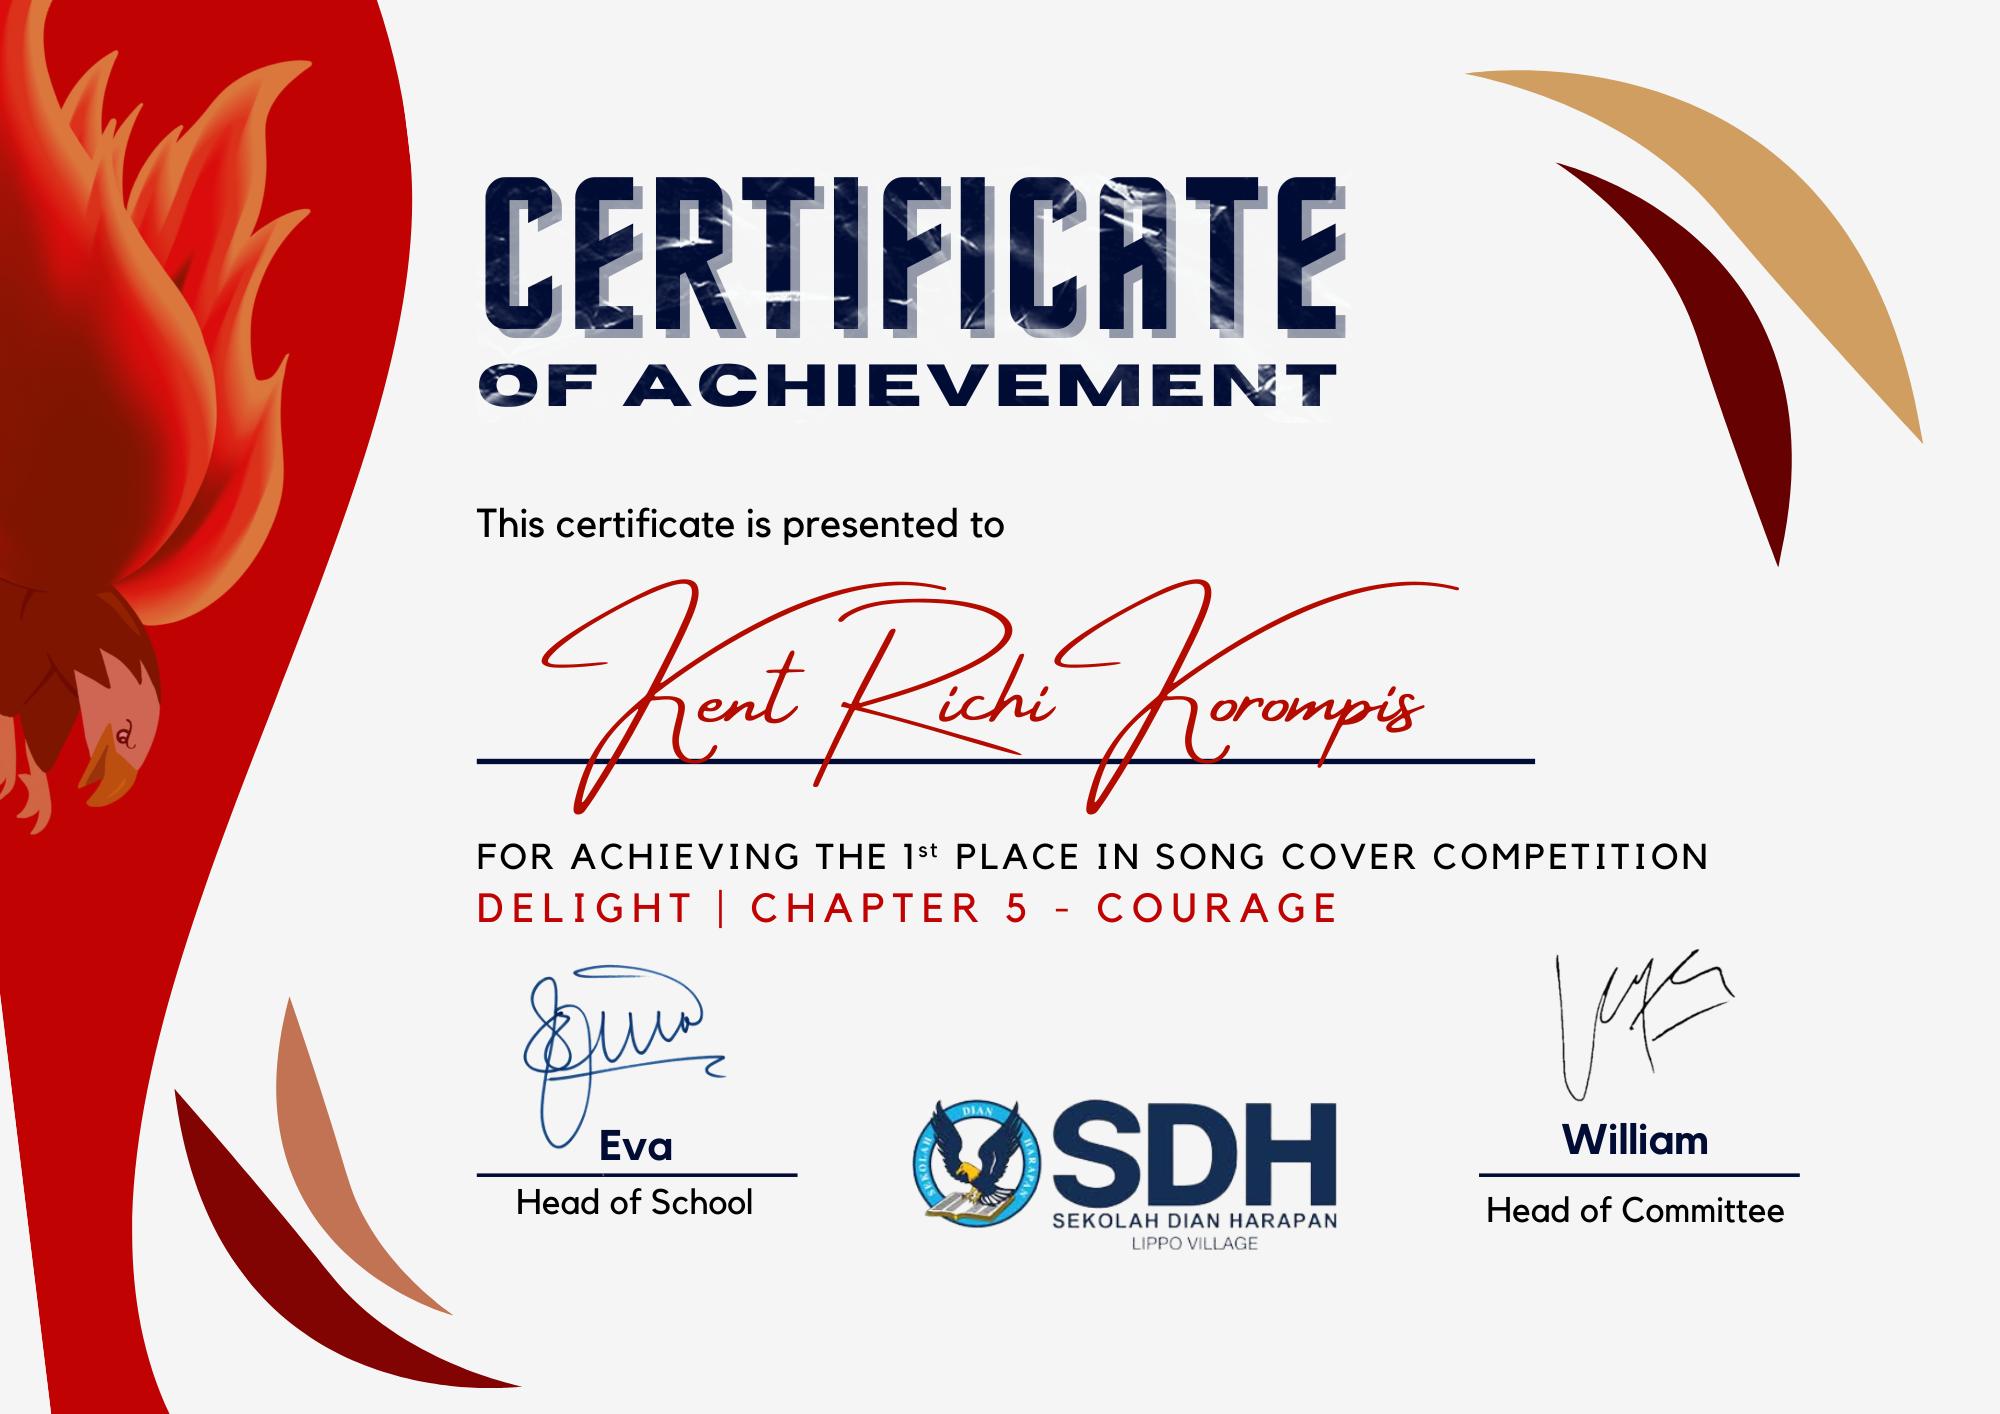 CERTIFICATE
OF ACHIEVEMENT
This certificate is presented to
Kent Richi Korompis
FOR ACHIEVING THE 1st PLACE IN SONG COVER COMPETITION
DELIGHT | CHAPTER 5 - COURAGE
Eva
Head of School
SEKOLAH DIAN HARAPAN
SDH
SEKOLAH DIAN HARAPAN
LIPPO VILLAGE
William
Head of Committee